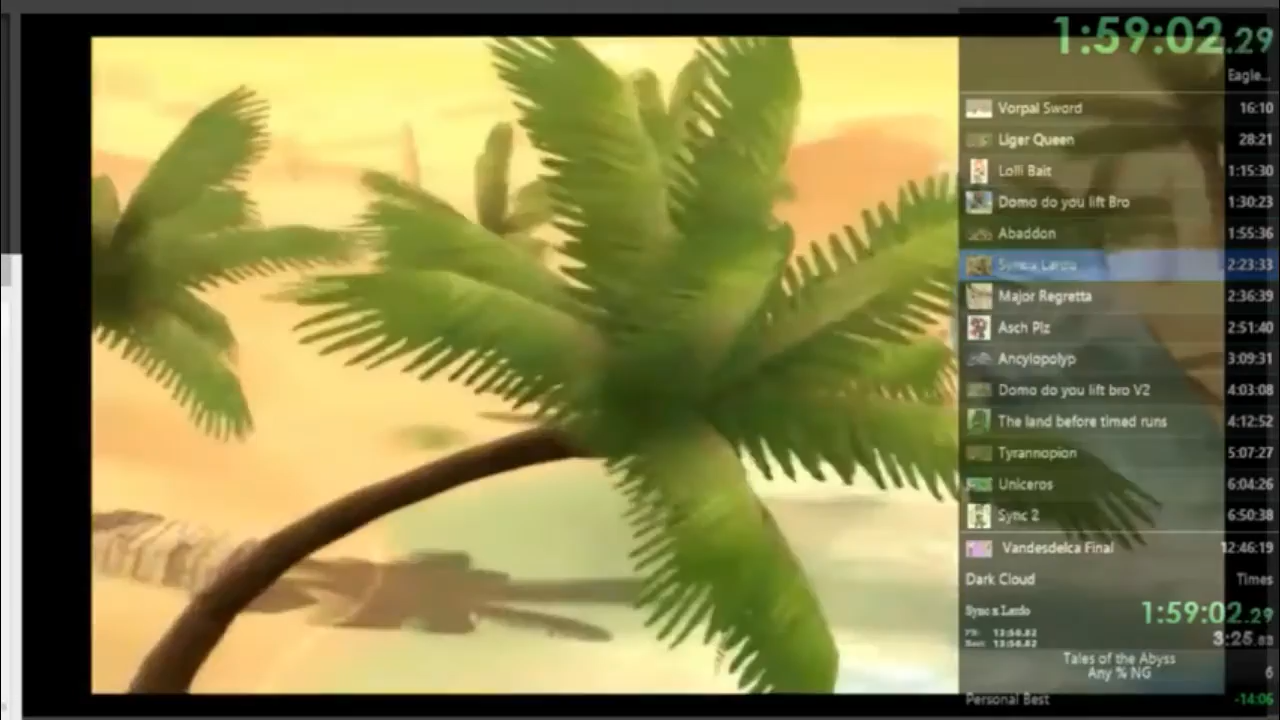 1:59:02.29
Eagle...
Vorpal Sword 16:10
Liger Queen 28:21
Lolli Bait 1:15:30
Domo do you lift Bro 1:30:23
Abaddon 1:55:36
Sync x Largo 2:23:33
Major Regretta 2:36:39
Asch Plz 2:51:40
Ancylopolyp 3:09:31
Domo do you lift bro V2 4:03:08
The land before timed runs 4:12:52
Tyrannopion 5:07:27
Uniceros 6:04:26
Sync 2 6:50:38
Vandesdelca Final 12:46:19
Dark Cloud Times
Sync x 1:59:02.29
3:25
Tales of the Abyss
Any % NG 6
Personal Best -14:06